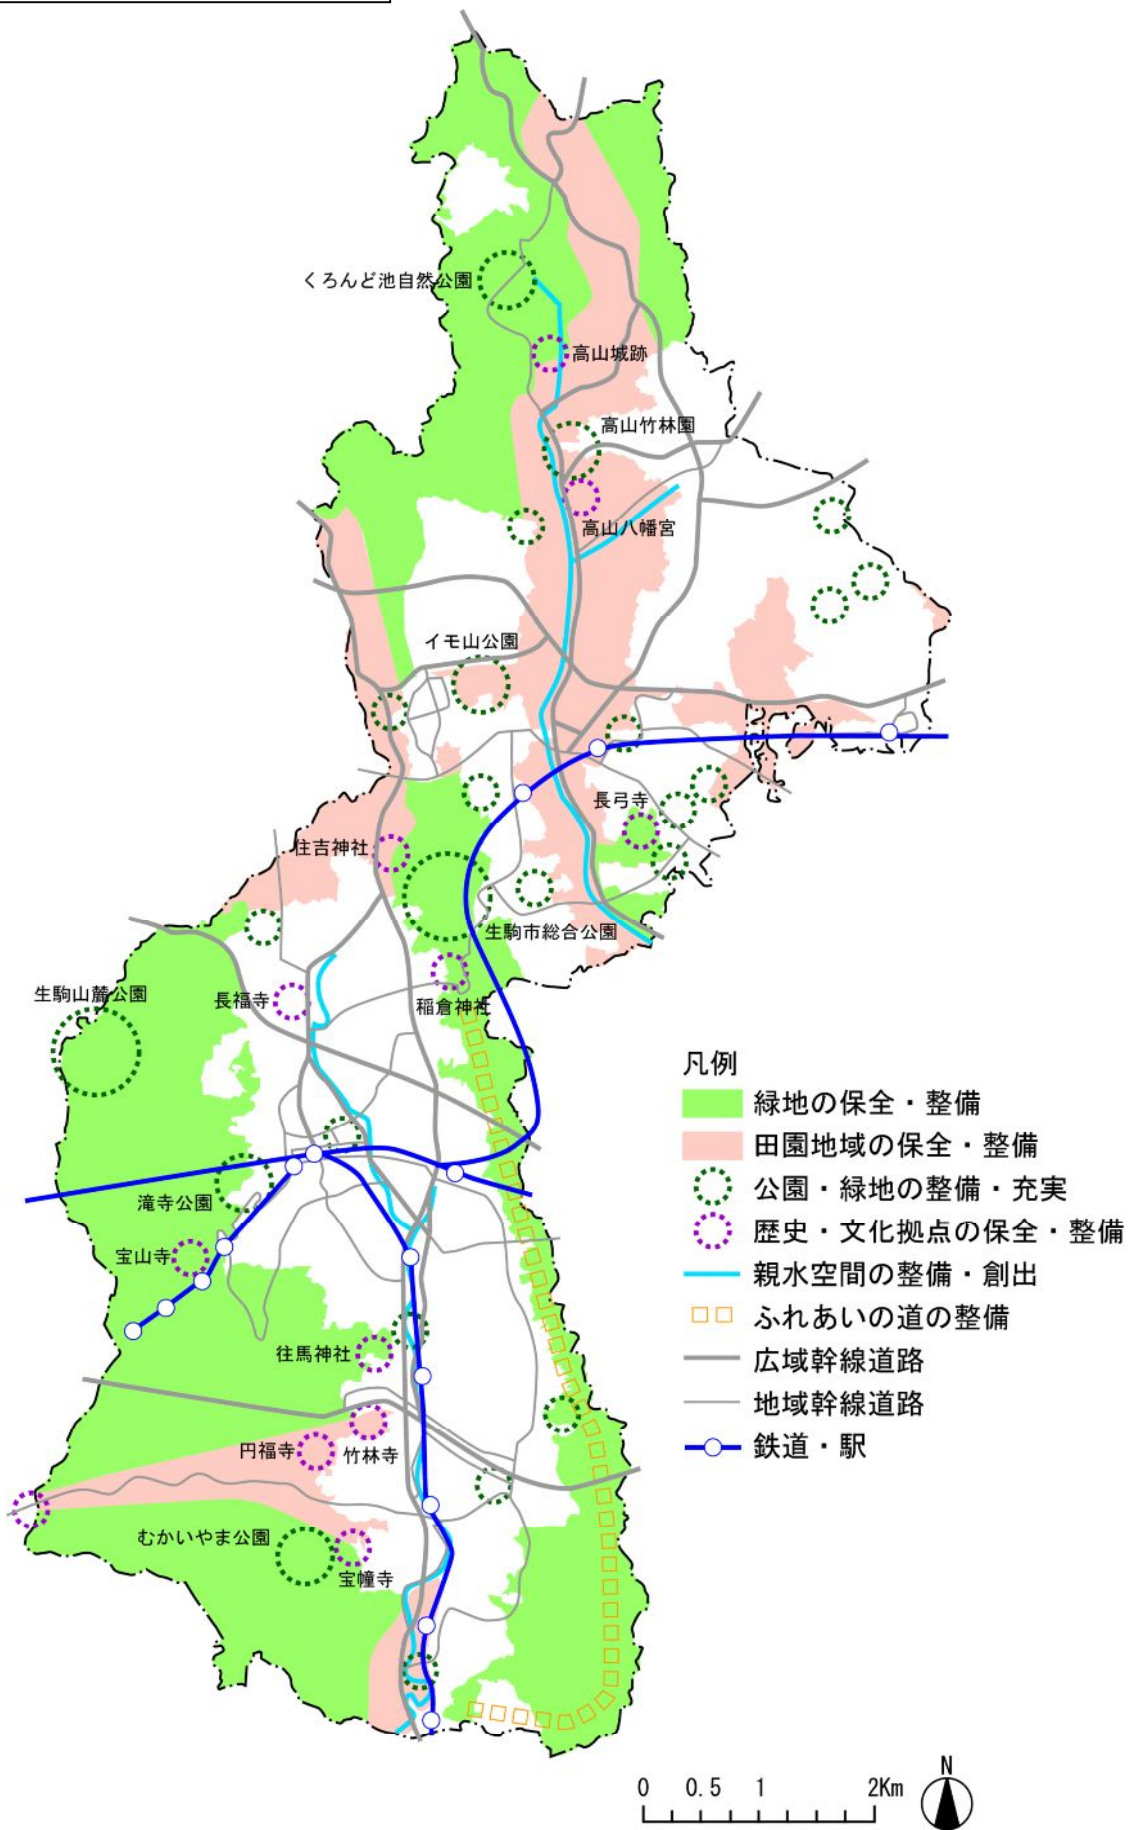 くろんど池自然公園
高山城跡
高山竹林園
高山八幡宮
イモ山公園
長弓寺
住吉神社
生駒市総合公園
生駒山麓公園
長福寺
稲倉神社
滝寺公園
宝山寺
往馬神社
円福寺
竹林寺
むかいやま公園
宝幢寺
凡例
緑地の保全・整備
田園地域の保全・整備
公園・緑地の整備・充実
歴史・文化拠点の保全・整備
親水空間の整備・創出
ふれあいの道の整備
広域幹線道路
地域幹線道路
鉄道・駅
0 0.5 1 2Km
N